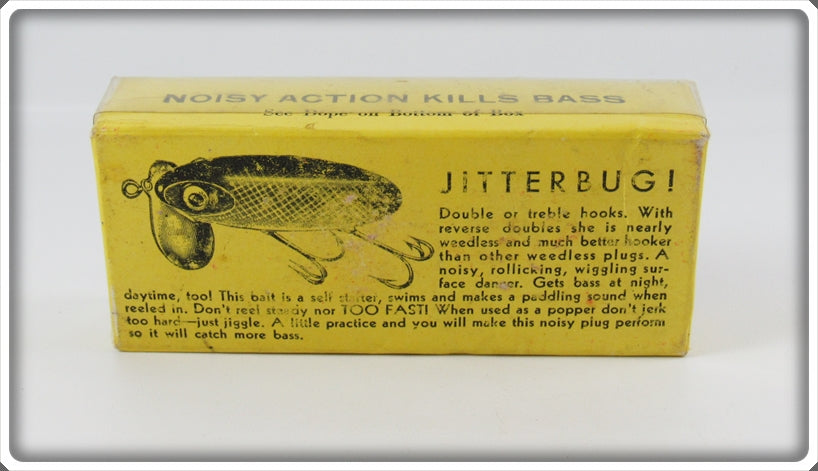 NOISY ACTION KILLS BASS
See Dope on Bottom of Box
JITTERBUG!
Double or treble hooks. With
reverse doubles she is nearly
weedless and much better hooker
than other weedless plugs. A
noisy, rollicking, wiggling sur-
face dancer. Gets bass at night,
daytime, too! This bait is a self starter, swims and makes a paddling sound when
reeled in. Don't reel steady nor TOO FAST! When used as a popper don't jerk
too hard—just jiggle. A little practice and you will make this noisy plug perform
so it will catch more bass.